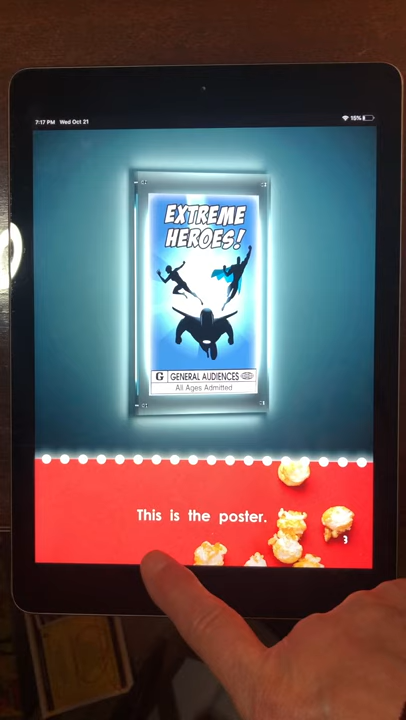 7:17 PM Wed Oct 21
15%
EXTREME
HEROES!
G GENERAL AUDIENCES
All Ages Admitted
This is the poster.
3